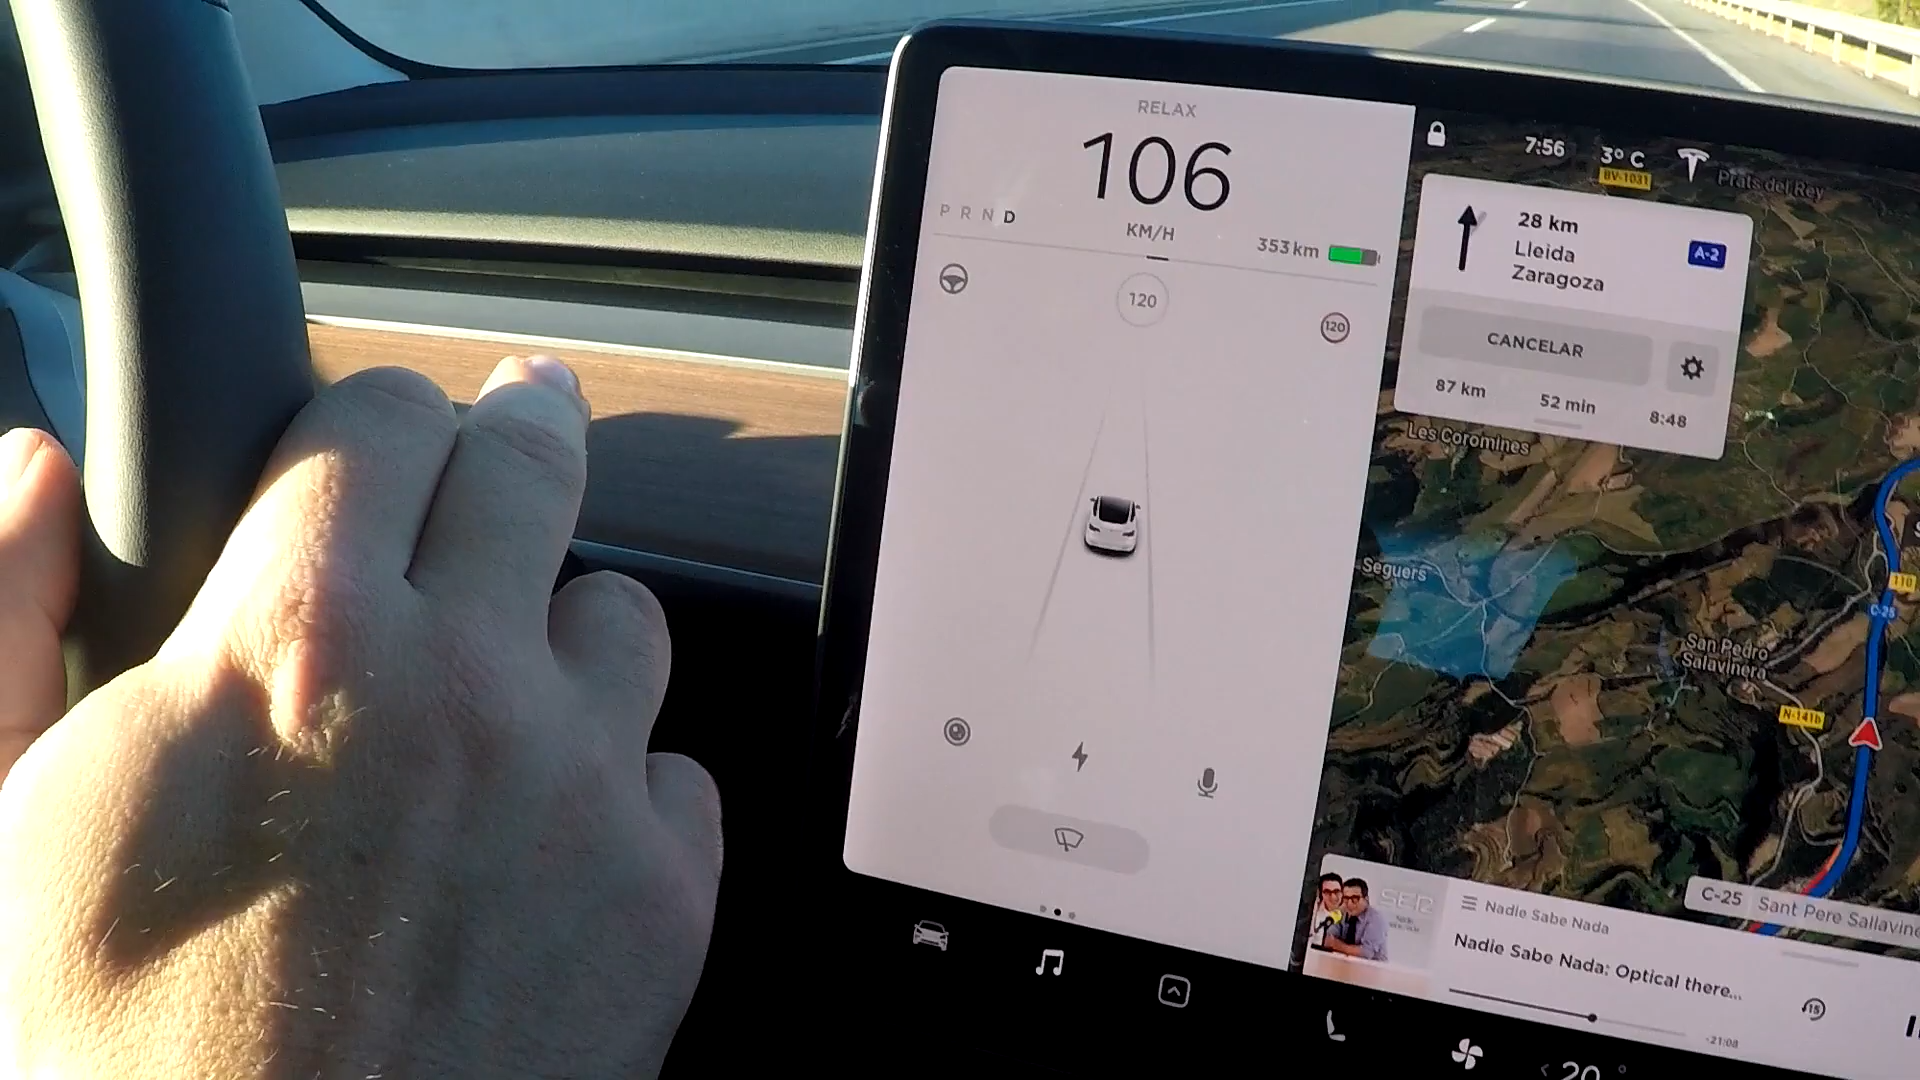 RELAX
106
KM/H
P R N D
353 km
120
120
7:56
3° C
BV-1031
Prats del Rey
28 km
Lleida
Zaragoza
A-2
CANCELAR
87 km
52 min
8:48
Les Coromines
Seguers
110
C-25
San Pedro
Salavinera
N-141b
C-25 Sant Pere Sallavine
SER
Nadie Sabe Nada
Nadie Sabe Nada: Optical there...
15
-21:08
< 20 °